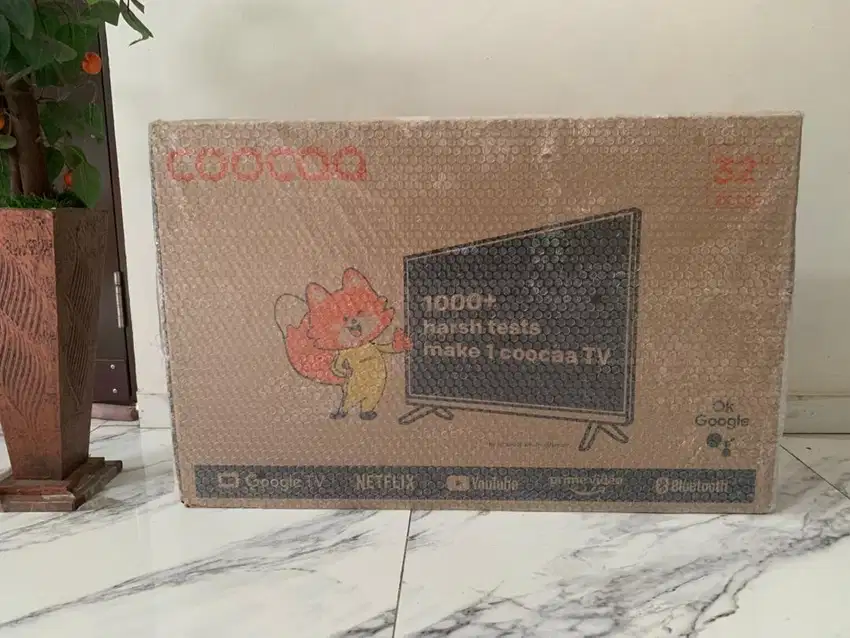 coocaa
32
1000+
harsh tests
make 1 coocaa TV
Ok
Google
Google TV
NETFLIX
YouTube
prime video
Bluetooth